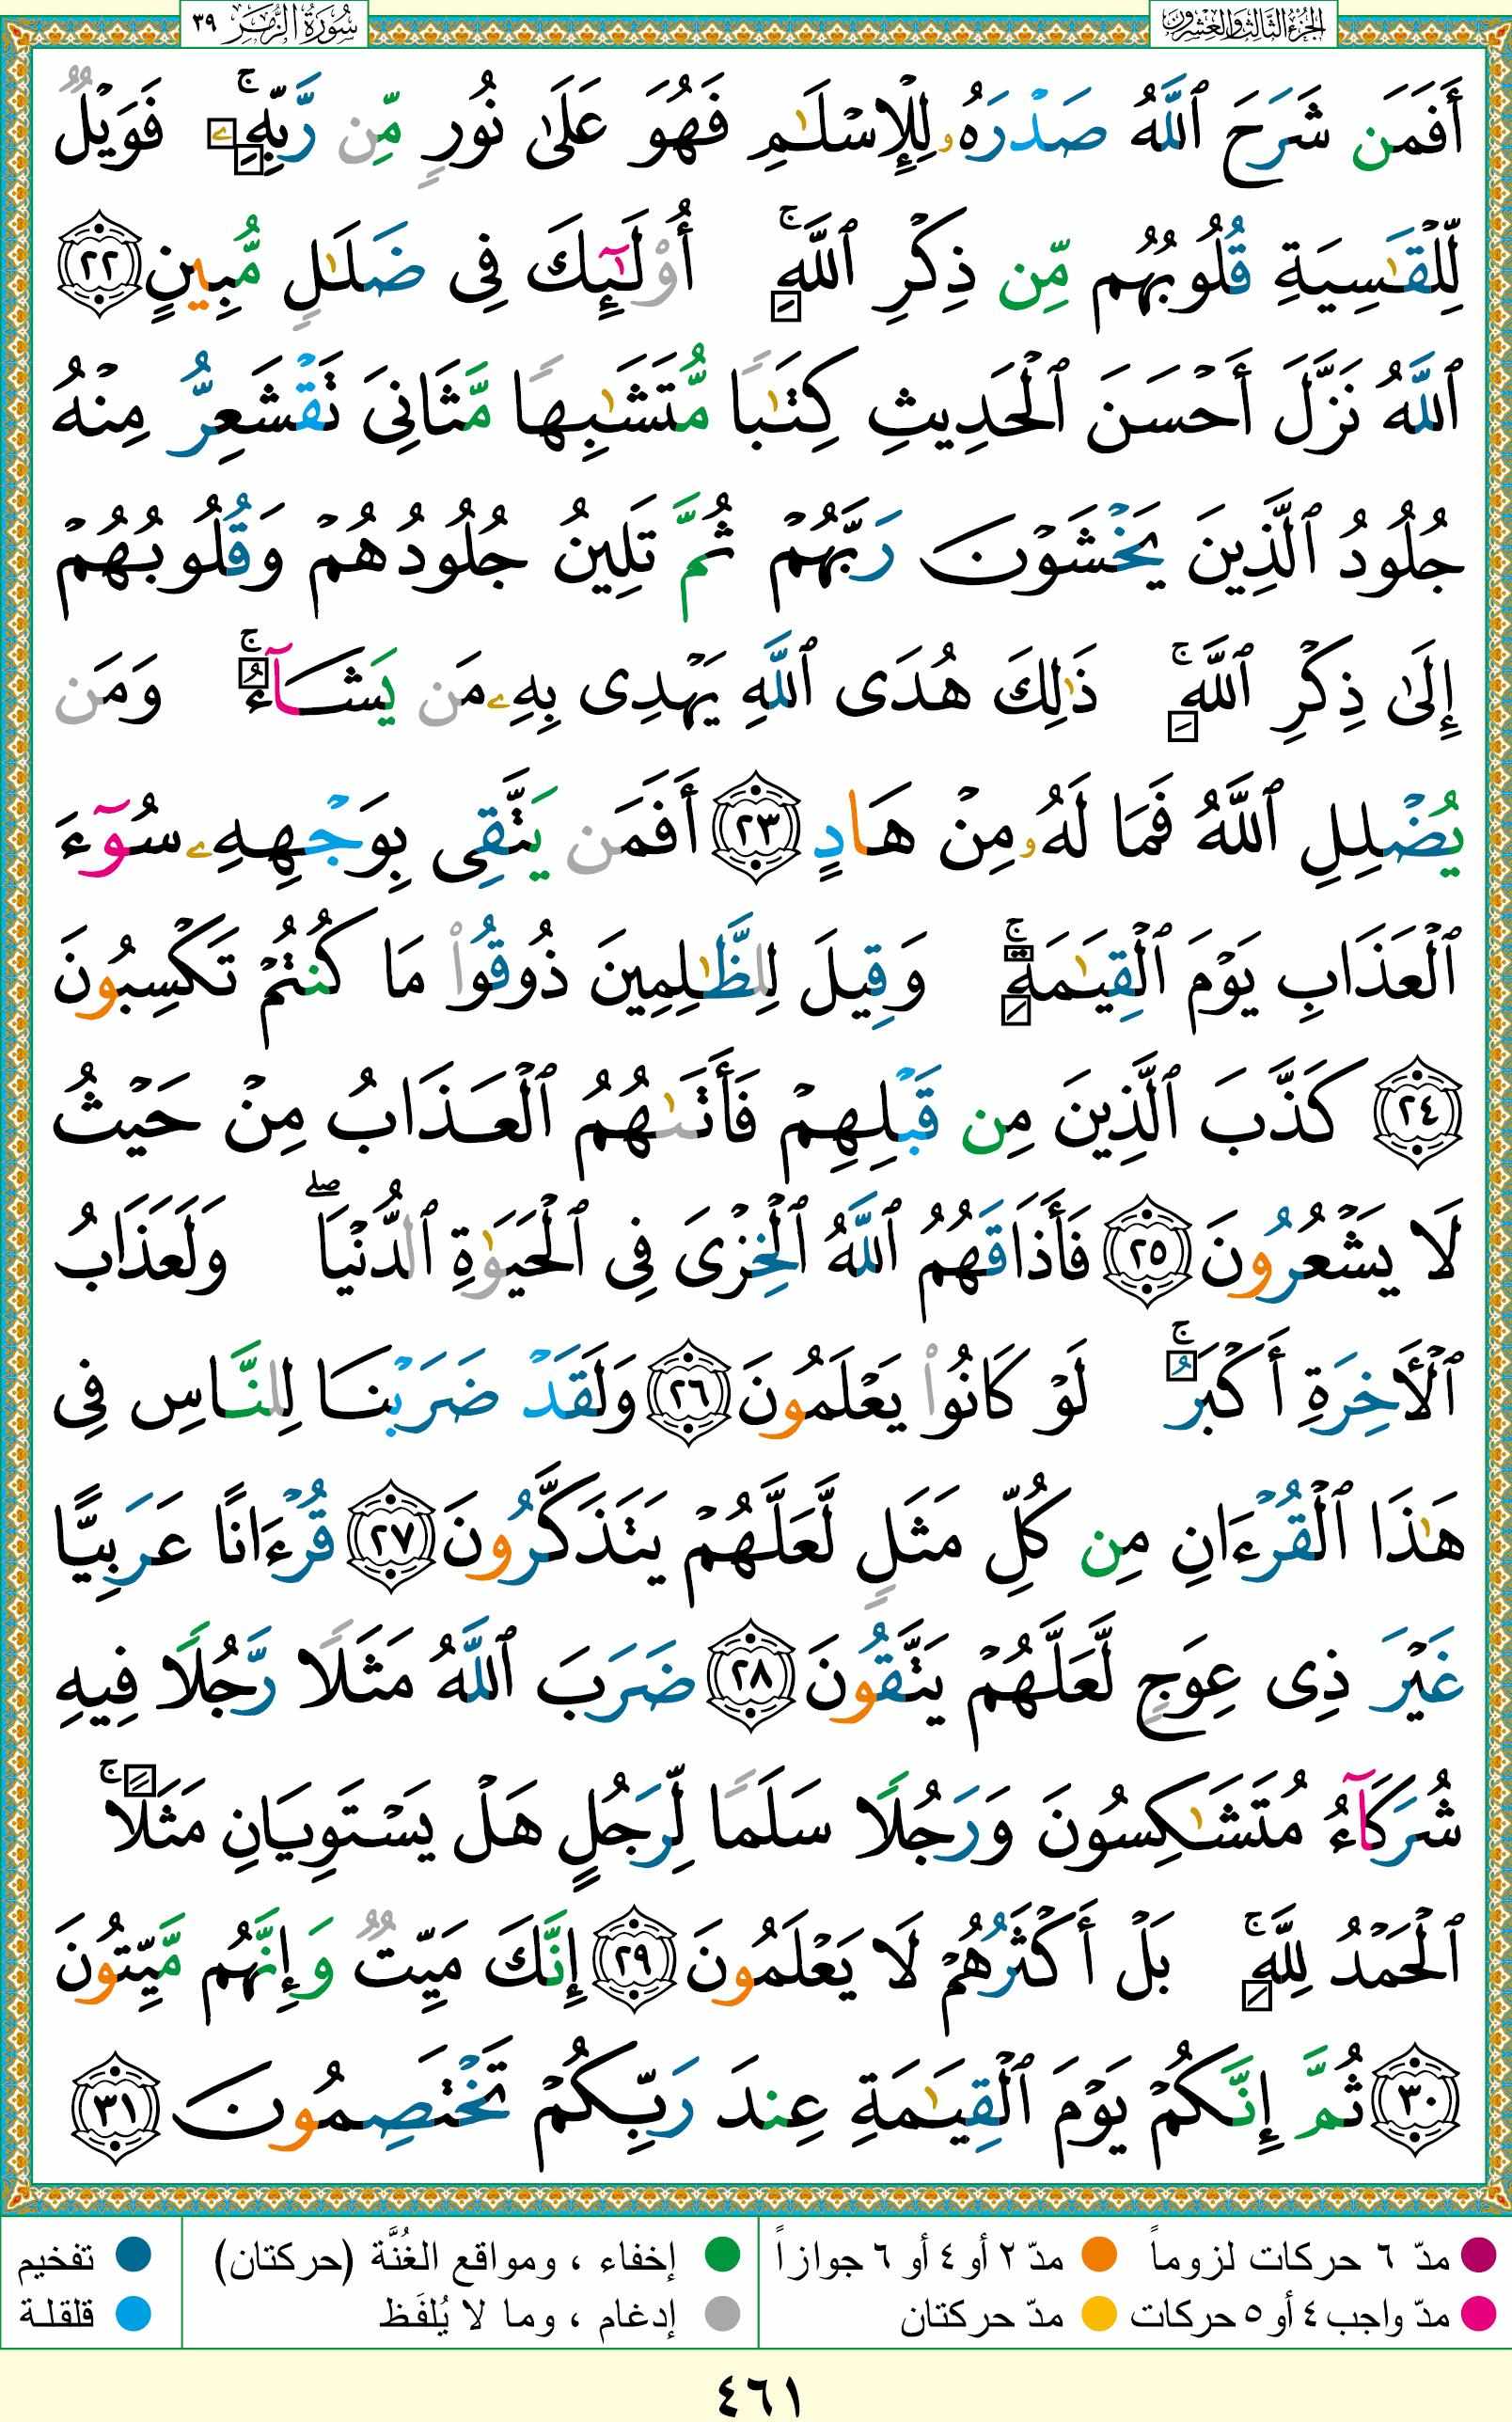 الجزء الثالث والعشرون
سورة الزمر ٣٩
أَفَمَن شَرَحَ ٱللَّهُ صَدْرَهُۥ لِلْإِسْلَٰمِ فَهُوَ عَلَىٰ نُورٍ مِّن رَّبِّهِۦ ۚ فَوَيْلٌ
لِّلْقَٰسِيَةِ قُلُوبُهُم مِّن ذِكْرِ ٱللَّهِ ۚ أُو۟لَٰٓئِكَ فِى ضَلَٰلٍ مُّبِينٍ ٢٢
ٱللَّهُ نَزَّلَ أَحْسَنَ ٱلْحَدِيثِ كِتَٰبًا مُّتَشَٰبِهًا مَّثَانِىَ تَقْشَعِرُّ مِنْهُ
جُلُودُ ٱلَّذِينَ يَخْشَوْنَ رَبَّهُمْ ثُمَّ تَلِينُ جُلُودُهُمْ وَقُلُوبُهُمْ
إِلَىٰ ذِكْرِ ٱللَّهِ ۚ ذَٰلِكَ هُدَى ٱللَّهِ يَهْدِى بِهِۦ مَن يَشَآءُ ۚ وَمَن
يُضْلِلِ ٱللَّهُ فَمَا لَهُۥ مِنْ هَادٍ ٢٣ أَفَمَن يَتَّقِى بِوَجْهِهِۦ سُوٓءَ
ٱلْعَذَابِ يَوْمَ ٱلْقِيَٰمَةِ ۚ وَقِيلَ لِلظَّٰلِمِينَ ذُوقُوا۟ مَا كُنتُمْ تَكْسِبُونَ
٢٤ كَذَّبَ ٱلَّذِينَ مِن قَبْلِهِمْ فَأَتَىٰهُمُ ٱلْعَذَابُ مِنْ حَيْثُ
لَا يَشْعُرُونَ ٢٥ فَأَذَاقَهُمُ ٱللَّهُ ٱلْخِزْىَ فِى ٱلْحَيَوٰةِ ٱلدُّنْيَا ۖ وَلَعَذَابُ
ٱلْءَاخِرَةِ أَكْبَرُ ۚ لَوْ كَانُوا۟ يَعْلَمُونَ ٢٦ وَلَقَدْ ضَرَبْنَا لِلنَّاسِ فِى
هَٰذَا ٱلْقُرْءَانِ مِن كُلِّ مَثَلٍ لَّعَلَّهُمْ يَتَذَكَّرُونَ ٢٧ قُرْءَانًا عَرَبِيًّا
غَيْرَ ذِى عِوَجٍ لَّعَلَّهُمْ يَتَّقُونَ ٢٨ ضَرَبَ ٱللَّهُ مَثَلًا رَّجُلًا فِيهِ
شُرَكَآءُ مُتَشَٰكِسُونَ وَرَجُلًا سَلَمًا لِّرَجُلٍ هَلْ يَسْتَوِيَانِ مَثَلًا ۚ
ٱلْحَمْدُ لِلَّهِ ۚ بَلْ أَكْثَرُهُمْ لَا يَعْلَمُونَ ٢٩ إِنَّكَ مَيِّتٌ وَإِنَّهُم مَّيِّتُونَ
٣٠ ثُمَّ إِنَّكُمْ يَوْمَ ٱلْقِيَٰمَةِ عِندَ رَبِّكُمْ تَخْتَصِمُونَ ٣١
مدّ ٦ حركات لزوماً مدّ ٢ أو ٤ أو ٦ جوازاً إخفاء ، ومواقع الغُنَّة (حركتان) تفخيم
مدّ واجب ٤ أو ٥ حركات مدّ حركتان إدغام ، وما لا يُلفَظ قلقلة
٤٦١